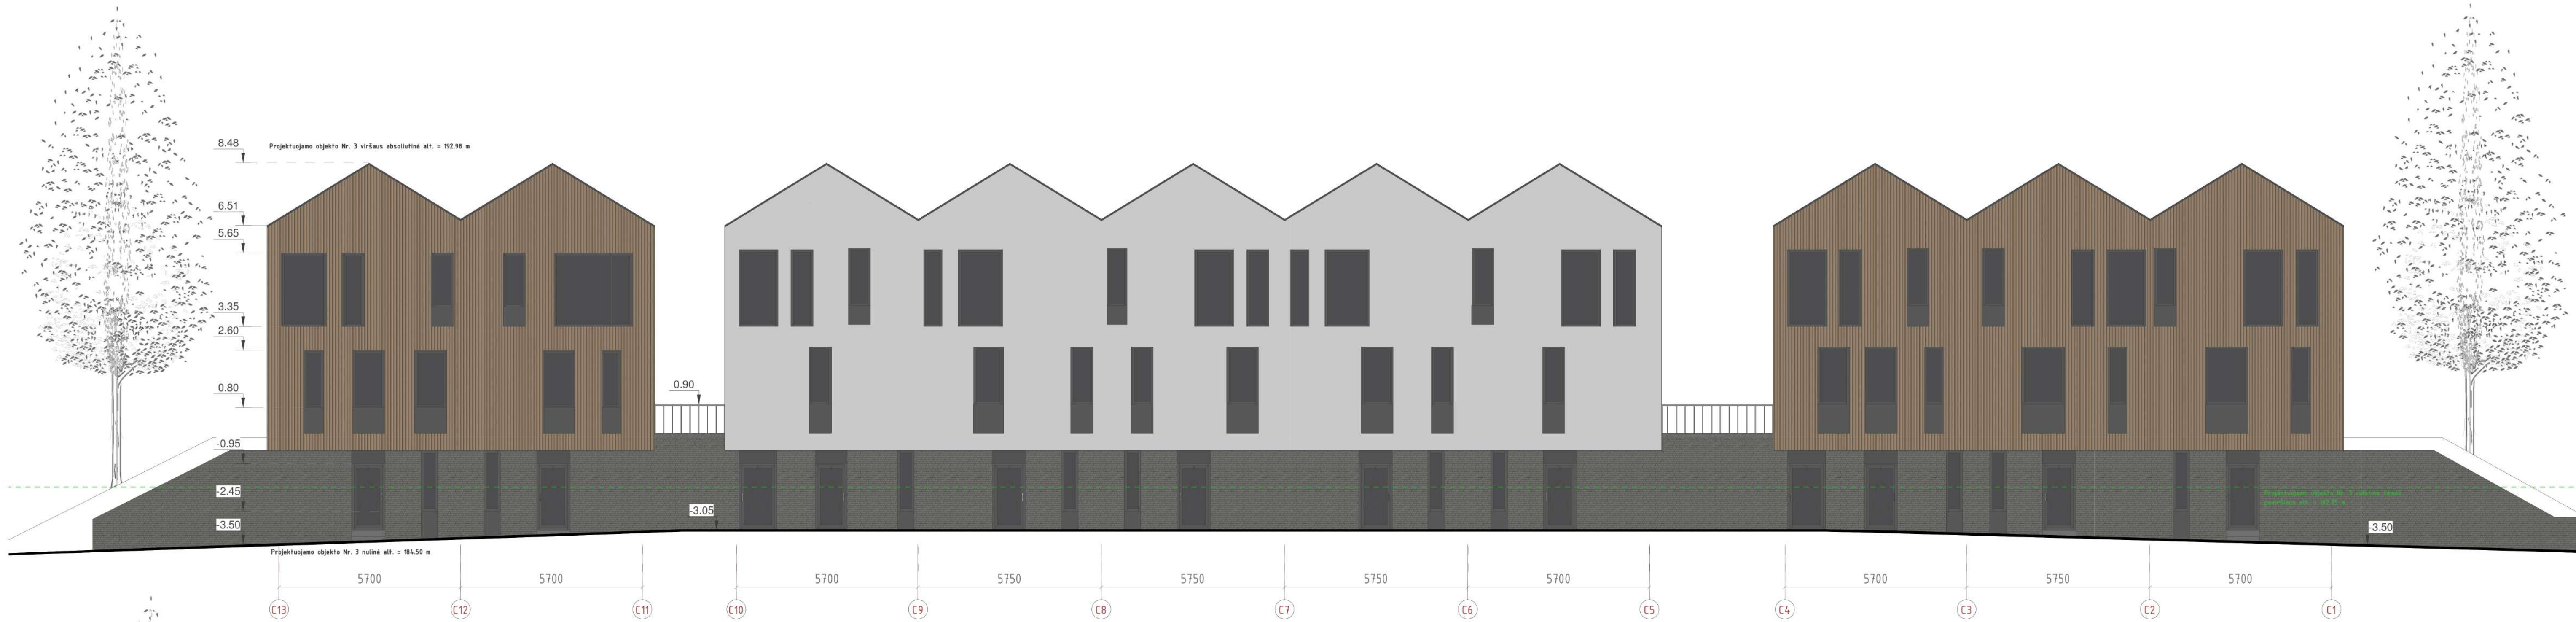 8.48
Projektuojamo objekto Nr. 3 viršaus absoliutinė alt. = 192.98 m
6.51
5.65
3.35
2.60
0.80
0.90
-0.95
-2.45
-3.50
-3.05
-3.50
Projektuojamo objekto Nr. 3 nulinė alt. = 184.50 m
5700
5700
5700
5750
5750
5750
5700
5700
5750
5700
C13
C12
C11
C10
C9
C8
C7
C6
C5
C4
C3
C2
C1